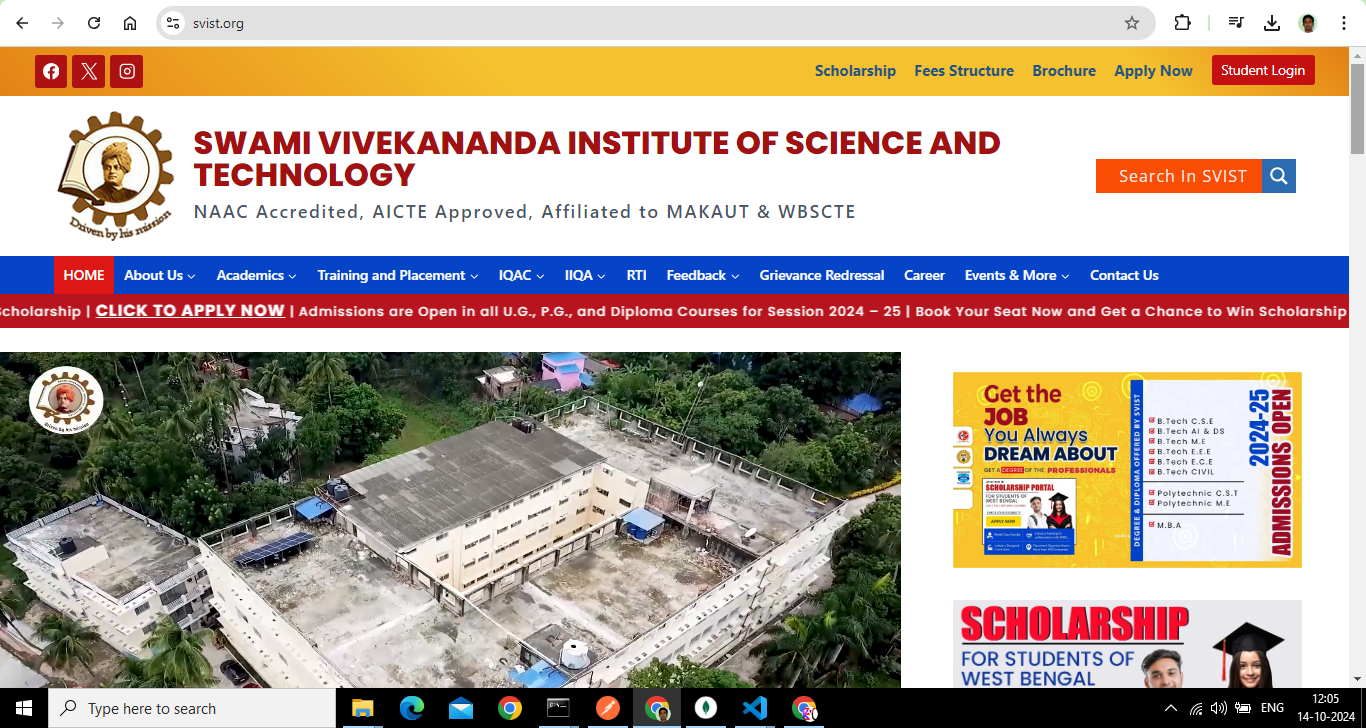 svist.org
Scholarship
Fees Structure
Brochure
Apply Now
Student Login
SWAMI VIVEKANANDA INSTITUTE OF SCIENCE AND
TECHNOLOGY
NAAC Accredited, AICTE Approved, Affiliated to MAKAUT & WBSCTE
Driven by his mission
Search In SVIST
HOME
About Us
Academics
Training and Placement
IQAC
IIQA
RTI
Feedback
Grievance Redressal
Career
Events & More
Contact Us
cholarship | CLICK TO APPLY NOW | Admissions are Open in all U.G., P.G., and Diploma Courses for Session 2024 – 25 | Book Your Seat Now and Get a Chance to Win Scholarship
Driven by his mission
Get the
JOB
You Always
DREAM ABOUT
GET A DEGREE OF THE PROFESSIONALS
SCHOLARSHIP PORTAL
FOR STUDENTS OF
WEST BENGAL
APPLY NOW
DEGREE & DIPLOMA OFFERED BY SVIST
B.Tech C.S.E
B.Tech AI & DS
B.Tech M.E
B.Tech E.E.E
B.Tech E.C.E
B.Tech CIVIL
Polytechnic C.S.T
Polytechnic M.E
M.B.A
2024-25
ADMISSIONS OPEN
SCHOLARSHIP
FOR STUDENTS OF
WEST BENGAL
Type here to search
ENG
12:05
14-10-2024